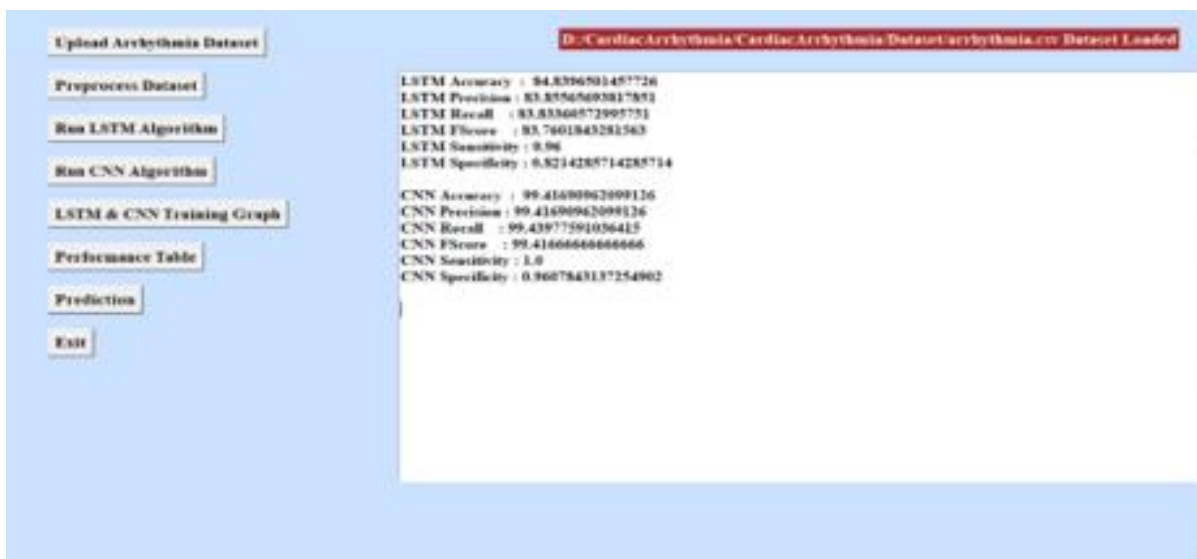 Upload Arrhythmia Dataset
D:/CardiacArrhythmia/CardiacArrhythmia/Dataset/arrhythmia.csv Dataset Loaded
Preprocess Dataset
Run LSTM Algorithm
Run CNN Algorithm
LSTM & CNN Training Graph
Performance Table
Prediction
Exit
LSTM Accuracy : 84.8396501457726
LSTM Precision : 83.85565693817851
LSTM Recall : 83.83360572995751
LSTM FScore : 83.7601843281563
LSTM Sensitivity : 0.96
LSTM Specificity : 0.8214285714285714
CNN Accuracy : 99.41690962099126
CNN Precision : 99.41690962099126
CNN Recall : 99.43977591036415
CNN FScore : 99.41666666666666
CNN Sensitivity : 1.0
CNN Specificity : 0.9607843137254902